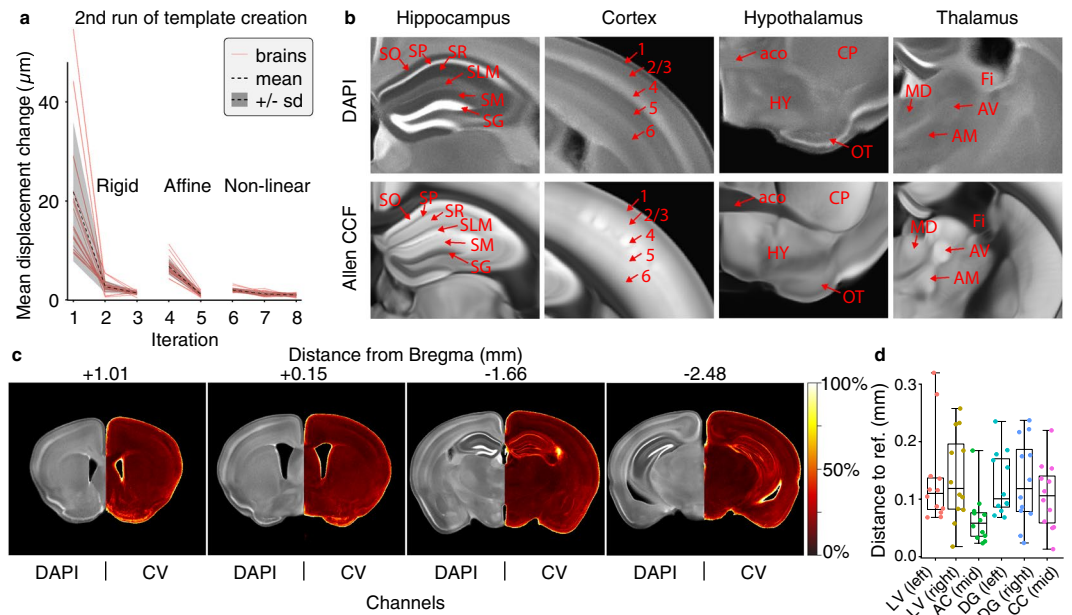 a
2nd run of template creation
Mean displacement change (μm)
40
20
0
brains
mean
+/- sd
Rigid
Affine
Non-linear
1 2 3 4 5 6 7 8
Iteration
b
Hippocampus
Cortex
Hypothalamus
Thalamus
DAPI
SO
SP
SR
SLM
SM
SG
1
2/3
4
5
6
aco
CP
HY
OT
MD
Fi
AV
AM
Allen CCF
SO
SP
SR
SLM
SM
SG
1
2/3
4
5
6
aco
CP
HY
OT
MD
Fi
AV
AM
c
Distance from Bregma (mm)
+1.01
+0.15
-1.66
-2.48
100%
50%
0%
DAPI | CV
DAPI | CV
DAPI | CV
DAPI | CV
Channels
d
Distance to ref. (mm)
0.3
0.2
0.1
0.0
LV (left)
LV (right)
AC (mid)
DG (left)
DG (right)
CC (mid)